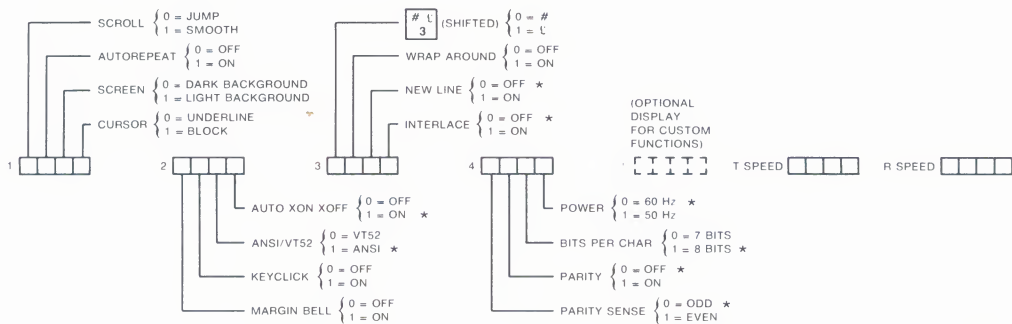 SCROLL { 0 = JUMP
1 = SMOOTH
AUTOREPEAT { 0 = OFF
1 = ON
SCREEN { 0 = DARK BACKGROUND
1 = LIGHT BACKGROUND
CURSOR { 0 = UNDERLINE
1 = BLOCK
1
2
AUTO XON XOFF { 0 = OFF
1 = ON *
ANSI/VT52 { 0 = VT52
1 = ANSI *
KEYCLICK { 0 = OFF
1 = ON
MARGIN BELL { 0 = OFF
1 = ON
#
3
(SHIFTED) { 0 = #
1 =
WRAP AROUND { 0 = OFF
1 = ON
NEW LINE { 0 = OFF *
1 = ON
INTERLACE { 0 = OFF *
1 = ON
3
4
POWER { 0 = 60 Hz *
1 = 50 Hz
BITS PER CHAR { 0 = 7 BITS
1 = 8 BITS *
PARITY { 0 = OFF *
1 = ON
PARITY SENSE { 0 = ODD *
1 = EVEN
(OPTIONAL
DISPLAY
FOR CUSTOM
FUNCTIONS)
T SPEED
R SPEED